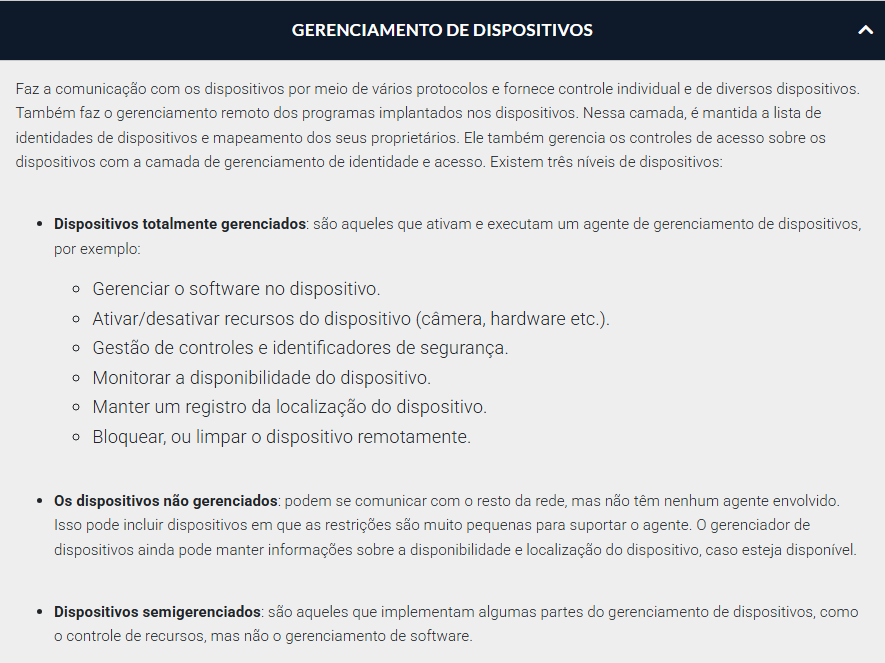 GERENCIAMENTO DE DISPOSITIVOS
Faz a comunicação com os dispositivos por meio de vários protocolos e fornece controle individual e de diversos dispositivos.
Também faz o gerenciamento remoto dos programas implantados nos dispositivos. Nessa camada, é mantida a lista de
identidades de dispositivos e mapeamento dos seus proprietários. Ele também gerencia os controles de acesso sobre os
dispositivos com a camada de gerenciamento de identidade e acesso. Existem três níveis de dispositivos:
• Dispositivos totalmente gerenciados: são aqueles que ativam e executam um agente de gerenciamento de dispositivos,
por exemplo:
◦ Gerenciar o software no dispositivo.
◦ Ativar/desativar recursos do dispositivo (câmera, hardware etc.).
◦ Gestão de controles e identificadores de segurança.
◦ Monitorar a disponibilidade do dispositivo.
◦ Manter um registro da localização do dispositivo.
◦ Bloquear, ou limpar o dispositivo remotamente.
• Os dispositivos não gerenciados: podem se comunicar com o resto da rede, mas não têm nenhum agente envolvido.
Isso pode incluir dispositivos em que as restrições são muito pequenas para suportar o agente. O gerenciador de
dispositivos ainda pode manter informações sobre a disponibilidade e localização do dispositivo, caso esteja disponível.
• Dispositivos semigerenciados: são aqueles que implementam algumas partes do gerenciamento de dispositivos, como
o controle de recursos, mas não o gerenciamento de software.